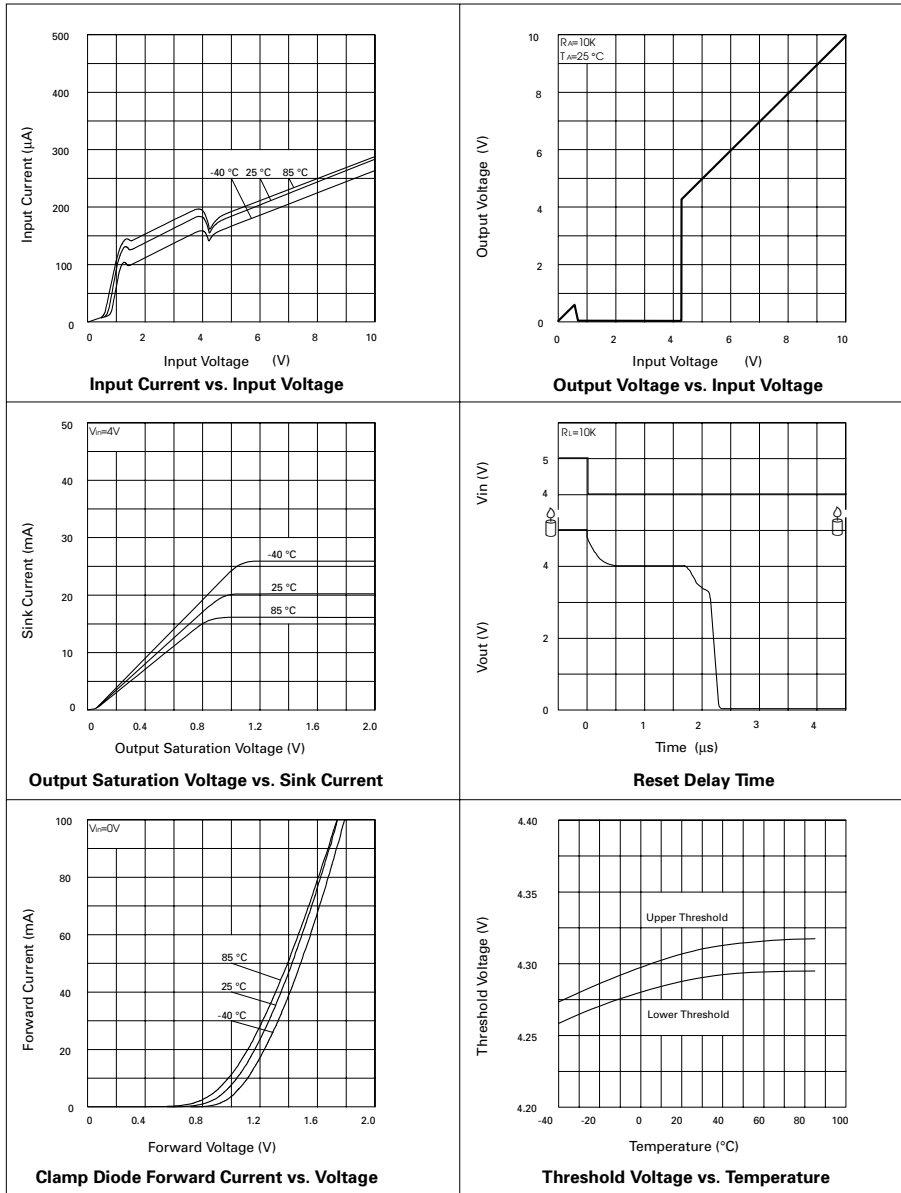 500
400
300
200
100
0
Input Current (µA)
-40 °C 25 °C 85 °C
0 2 4 6 8 10
Input Voltage (V)
Input Current vs. Input Voltage
RA=10K
TA=25 °C
10
8
6
4
2
0
Output Voltage (V)
0 2 4 6 8 10
Input Voltage (V)
Output Voltage vs. Input Voltage
Vin=4V
50
40
30
20
10
0
Sink Current (mA)
-40 °C
25 °C
85 °C
0 0.4 0.8 1.2 1.6 2.0
Output Saturation Voltage (V)
Output Saturation Voltage vs. Sink Current
RL=10K
Vin (V)
5
4
Vout (V)
4
2
0
0 1 2 3 4
Time (µs)
Reset Delay Time
Vin=0V
100
80
60
40
20
0
Forward Current (mA)
85 °C
25 °C
-40 °C
0 0.4 0.8 1.2 1.6 2.0
Forward Voltage (V)
Clamp Diode Forward Current vs. Voltage
4.40
4.35
4.30
4.25
4.20
Threshold Voltage (V)
Upper Threshold
Lower Threshold
-40 -20 0 20 40 60 80 100
Temperature (°C)
Threshold Voltage vs. Temperature